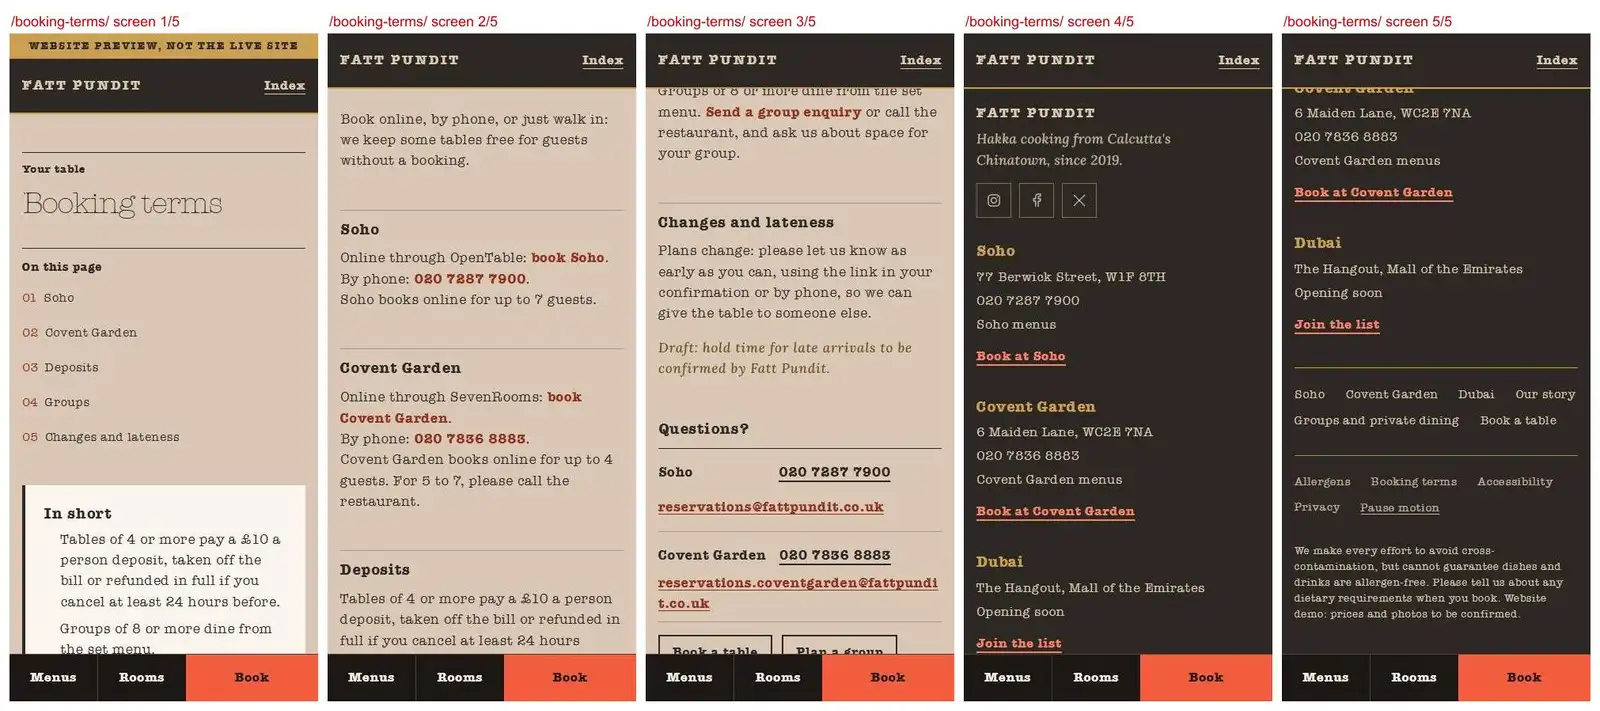 /booking-terms/ screen 1/5
WEBSITE PREVIEW, NOT THE LIVE SITE
FATT PUNDIT
Index
Your table
Booking terms
On this page
01 Soho
02 Covent Garden
03 Deposits
04 Groups
05 Changes and lateness
In short
Tables of 4 or more pay a £10 a
person deposit, taken off the
bill or refunded in full if you
cancel at least 24 hours before.
Groups of 8 or more dine from
the set menu.
Menus
Rooms
Book
/booking-terms/ screen 2/5
FATT PUNDIT
Index
Book online, by phone, or just walk in:
we keep some tables free for guests
without a booking.
Soho
Online through OpenTable: book Soho.
By phone: 020 7287 7900.
Soho books online for up to 7 guests.
Covent Garden
Online through SevenRooms: book
Covent Garden.
By phone: 020 7836 8883.
Covent Garden books online for up to 4
guests. For 5 to 7, please call the
restaurant.
Deposits
Tables of 4 or more pay a £10 a person
deposit, taken off the bill or refunded in
full if you cancel at least 24 hours
Menus
Rooms
Book
/booking-terms/ screen 3/5
FATT PUNDIT
Index
Groups of 8 or more dine from the set
menu. Send a group enquiry or call the
restaurant, and ask us about space for
your group.
Changes and lateness
Plans change: please let us know as
early as you can, using the link in your
confirmation or by phone, so we can
give the table to someone else.
Draft: hold time for late arrivals to be
confirmed by Fatt Pundit.
Questions?
Soho 020 7287 7900
reservations@fattpundit.co.uk
Covent Garden 020 7836 8883
reservations.coventgarden@fattpundi
t.co.uk
Book a table
Plan a group
Menus
Rooms
Book
/booking-terms/ screen 4/5
FATT PUNDIT
Index
FATT PUNDIT
Hakka cooking from Calcutta's
Chinatown, since 2019.
Soho
77 Berwick Street, W1F 8TH
020 7287 7900
Soho menus
Book at Soho
Covent Garden
6 Maiden Lane, WC2E 7NA
020 7836 8883
Covent Garden menus
Book at Covent Garden
Dubai
The Hangout, Mall of the Emirates
Opening soon
Join the list
Menus
Rooms
Book
/booking-terms/ screen 5/5
FATT PUNDIT
Index
Covent Garden
6 Maiden Lane, WC2E 7NA
020 7836 8883
Covent Garden menus
Book at Covent Garden
Dubai
The Hangout, Mall of the Emirates
Opening soon
Join the list
Soho Covent Garden Dubai Our story
Groups and private dining Book a table
Allergens Booking terms Accessibility
Privacy Pause motion
We make every effort to avoid cross-
contamination, but cannot guarantee dishes and
drinks are allergen-free. Please tell us about any
dietary requirements when you book. Website
demo: prices and photos to be confirmed.
Menus
Rooms
Book